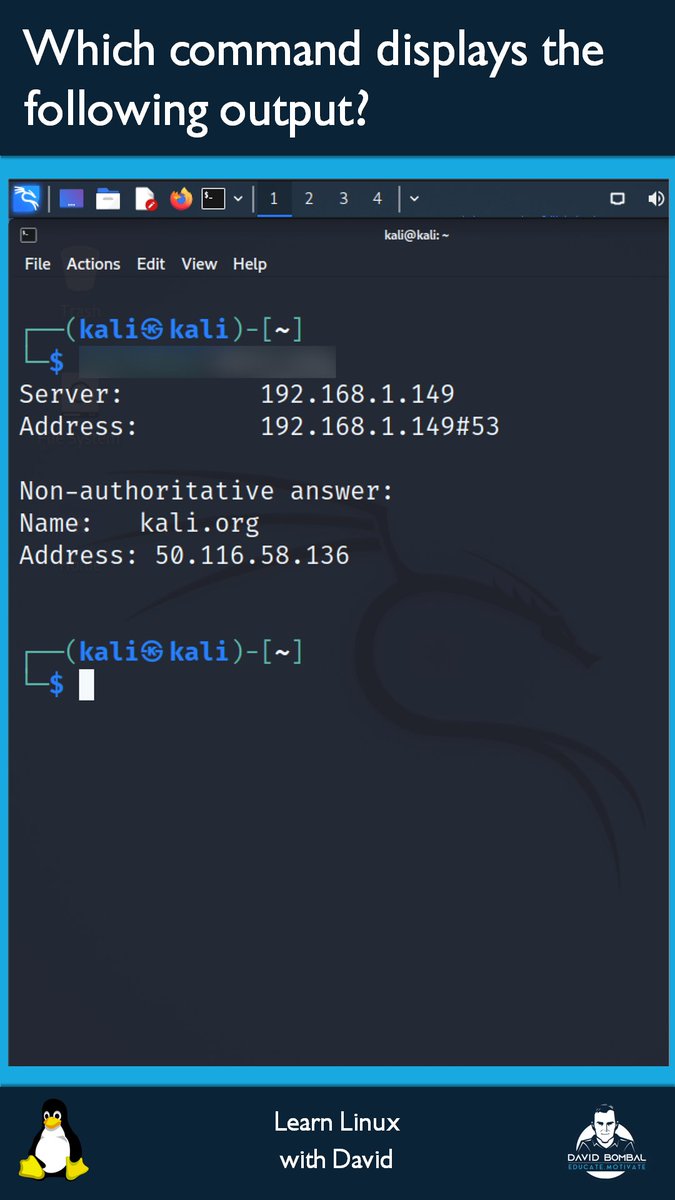 Which command displays the
following output?
1 2 3 4
kali@kali: ~
File Actions Edit View Help
┌──(kali㉿kali)-[~]
└─$
Server: 192.168.1.149
Address: 192.168.1.149#53
Non-authoritative answer:
Name: kali.org
Address: 50.116.58.136
┌──(kali㉿kali)-[~]
└─$
Learn Linux
with David
DAVID BOMBAL
EDUCATE MOTIVATE